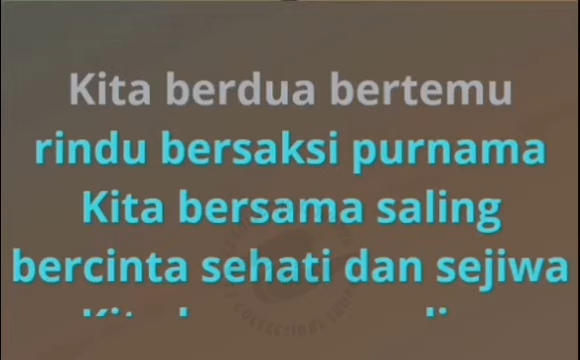 Kita berdua bertemu
rindu bersaksi purnama
Kita bersama saling
bercinta sehati dan sejiwa